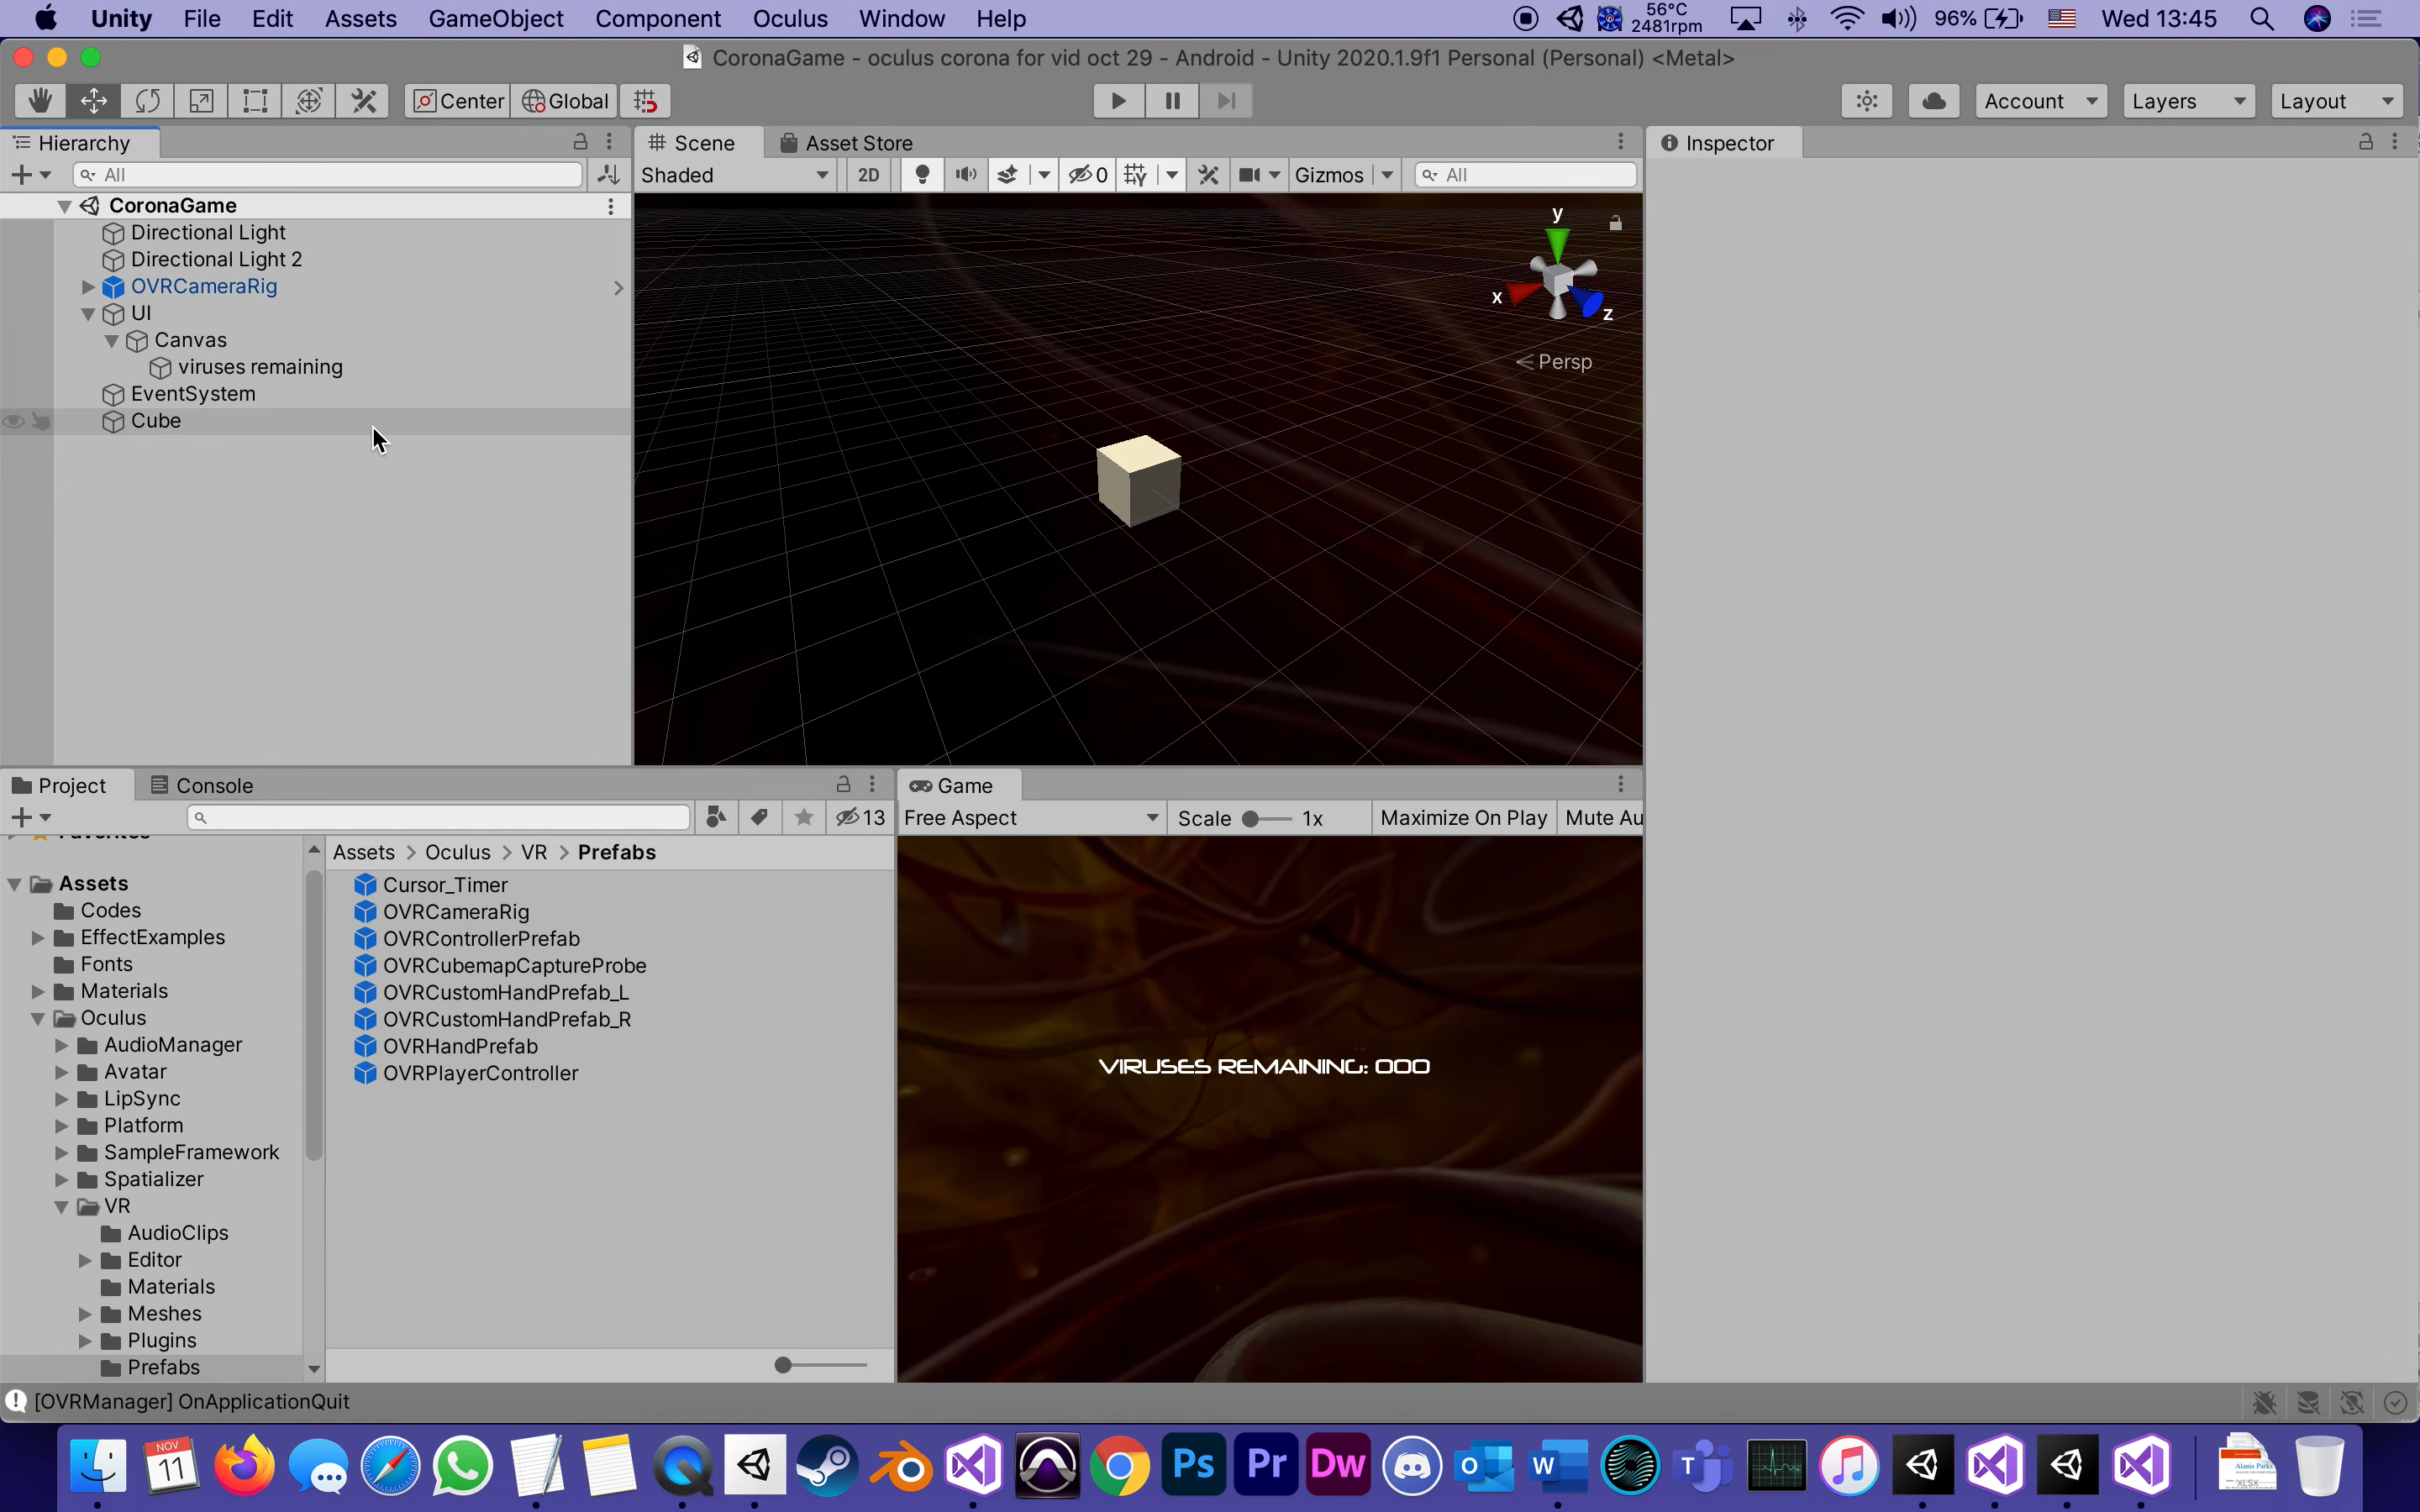 Unity File Edit Assets GameObject Component Oculus Window Help
56°C
2481rpm
96%
Wed 13:45
CoronaGame - oculus corona for vid oct 29 - Android - Unity 2020.1.9f1 Personal (Personal) <Metal>
Center
Global
Account
Layers
Layout
Hierarchy
All
CoronaGame
Directional Light
Directional Light 2
OVRCameraRig
UI
Canvas
viruses remaining
EventSystem
Cube
Scene
Asset Store
Shaded
2D
0
Gizmos
All
y
x
z
Persp
Inspector
Project
Console
13
Assets
Codes
EffectExamples
Fonts
Materials
Oculus
AudioManager
Avatar
LipSync
Platform
SampleFramework
Spatializer
VR
AudioClips
Editor
Materials
Meshes
Plugins
Prefabs
Assets > Oculus > VR > Prefabs
Cursor_Timer
OVRCameraRig
OVRControllerPrefab
OVRCubemapCaptureProbe
OVRCustomHandPrefab_L
OVRCustomHandPrefab_R
OVRHandPrefab
OVRPlayerController
Game
Free Aspect
Scale
1x
Maximize On Play
Mute Au
VIRUSES REMAINING: 000
[OVRManager] OnApplicationQuit
NOV
11
Ps
Pr
Dw
O
W
T
Alanis Parks
XLSX